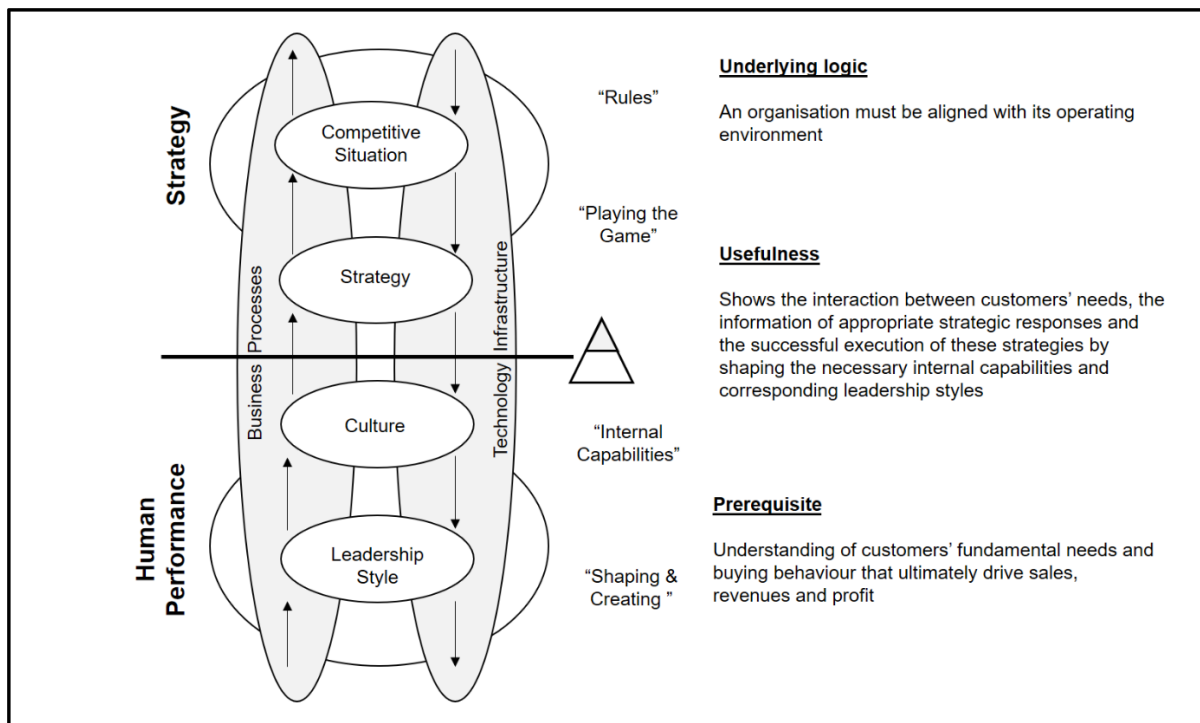 Strategy
Human
Performance
Business Processes
Technology Infrastructure
Competitive
Situation
Strategy
Culture
Leadership
Style
“Rules”
“Playing the
Game”
“Internal
Capabilities”
“Shaping &
Creating ”
Underlying logic
An organisation must be aligned with its operating
environment
Usefulness
Shows the interaction between customers’ needs, the
information of appropriate strategic responses and
the successful execution of these strategies by
shaping the necessary internal capabilities and
corresponding leadership styles
Prerequisite
Understanding of customers’ fundamental needs and
buying behaviour that ultimately drive sales,
revenues and profit